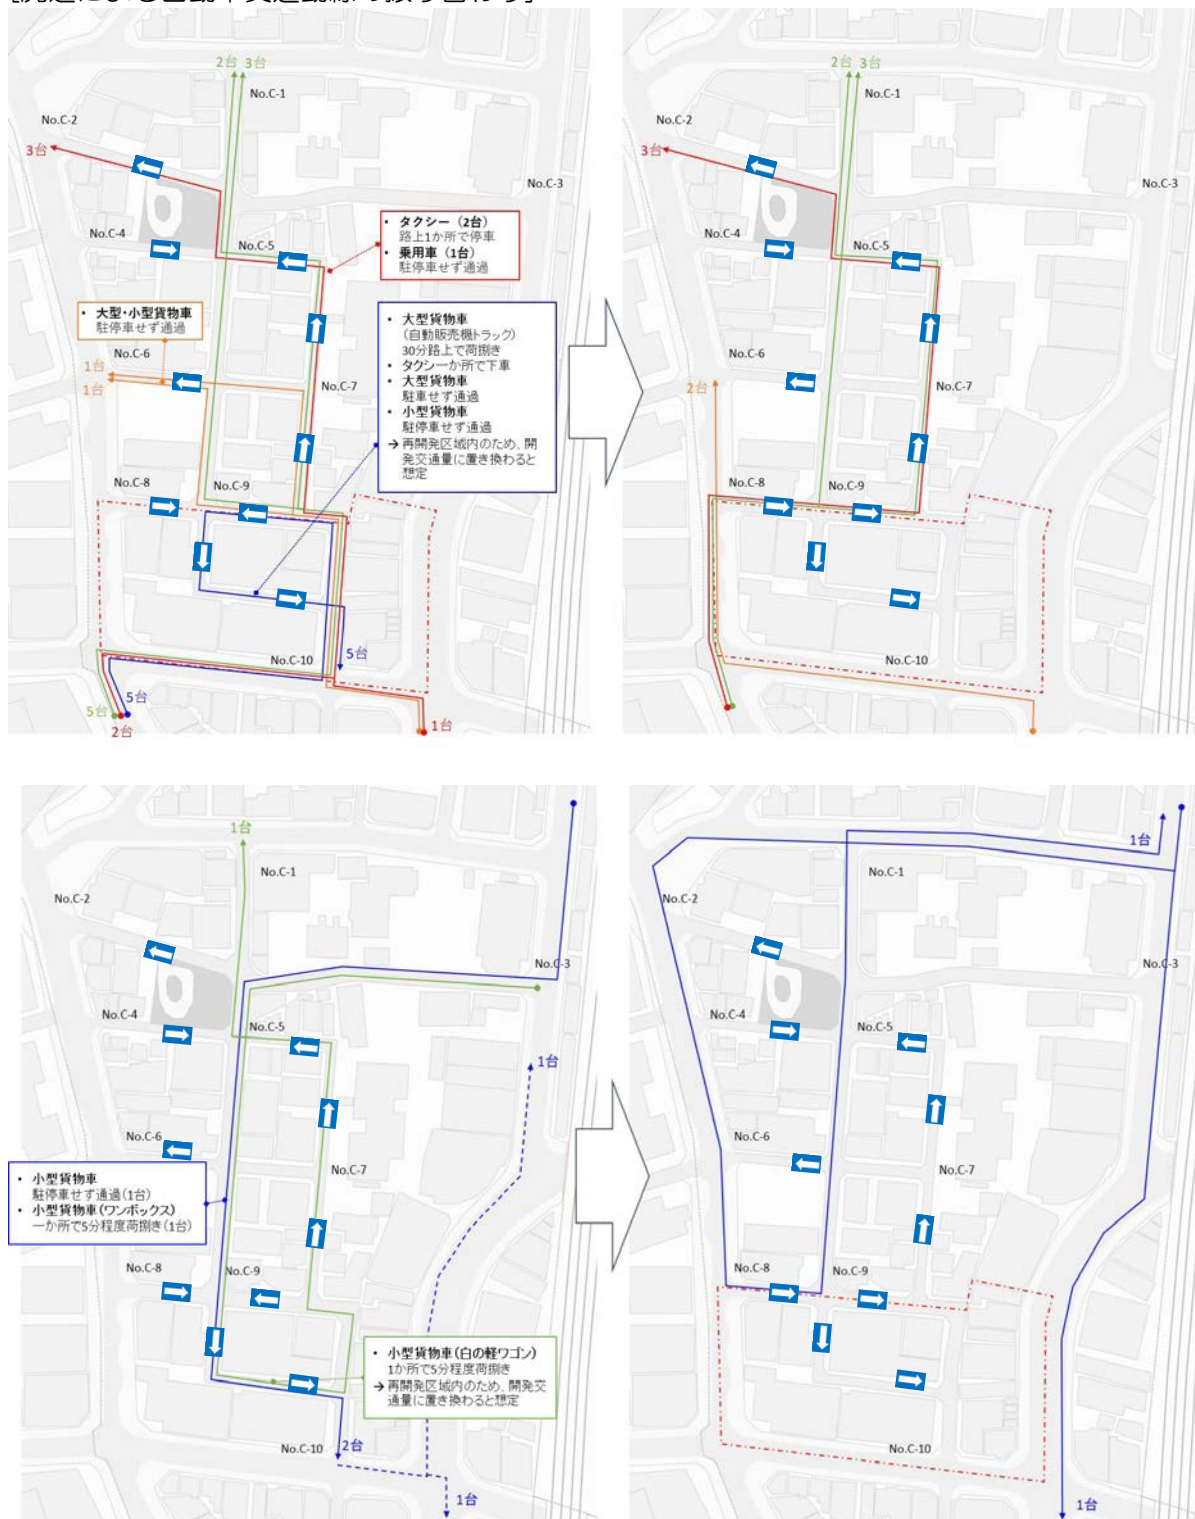 2台 3台
No.C-1
No.C-2
3台
No.C-3
No.C-4
No.C-5
• タクシー（2台）
路上1か所で停車
• 乗用車（1台）
駐停車せず通過
• 大型・小型貨物車
駐停車せず通過
No.C-6
1台
1台
No.C-7
• 大型貨物車
（自動販売機トラック）
30分路上で荷捌き
• タクシーか所で下車
• 大型貨物車
駐車せず通過
• 小型貨物車
駐停車せず通過
→ 再開発区域内のため、開
発交通量に置き換わると
想定
No.C-8
No.C-9
No.C-10
5台
5台
5台
2台
1台
2台 3台
No.C-1
No.C-2
3台
No.C-3
No.C-4
No.C-5
No.C-6
2台
No.C-7
No.C-8
No.C-9
No.C-10
1台
No.C-1
No.C-2
No.C-3
No.C-4
No.C-5
1台
No.C-6
No.C-7
• 小型貨物車
駐停車せず通過(1台)
• 小型貨物車(ワンボックス)
一か所で5分程度荷捌き(1台)
No.C-8
No.C-9
• 小型貨物車(白の軽ワゴン)
1か所で5分程度荷捌き
→ 再開発区域内のため、開発交
通量に置き換わると想定
No.C-10
2台
1台
1台
No.C-1
No.C-2
No.C-3
No.C-4
No.C-5
No.C-6
No.C-7
No.C-8
No.C-9
No.C-10
1台